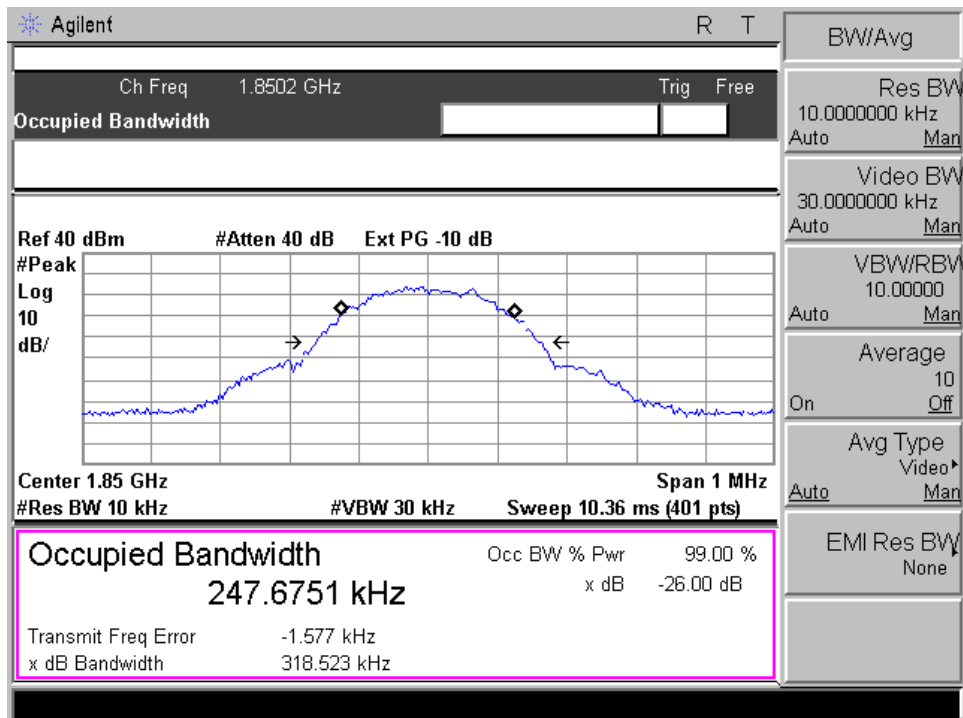 Agilent R T
Ch Freq 1.8502 GHz Trig Free
Occupied Bandwidth
Ref 40 dBm #Atten 40 dB Ext PG -10 dB
#Peak
Log
10
dB/
Center 1.85 GHz Span 1 MHz
#Res BW 10 kHz #VBW 30 kHz Sweep 10.36 ms (401 pts)
Occupied Bandwidth Occ BW % Pwr 99.00 %
247.6751 kHz x dB -26.00 dB
Transmit Freq Error -1.577 kHz
x dB Bandwidth 318.523 kHz
BW/Avg
Res BW
10.0000000 kHz
Auto Man
Video BW
30.0000000 kHz
Auto Man
VBW/RBW
10.00000
Auto Man
Average
10
On Off
Avg Type
Video
Auto Man
EMI Res BW
None